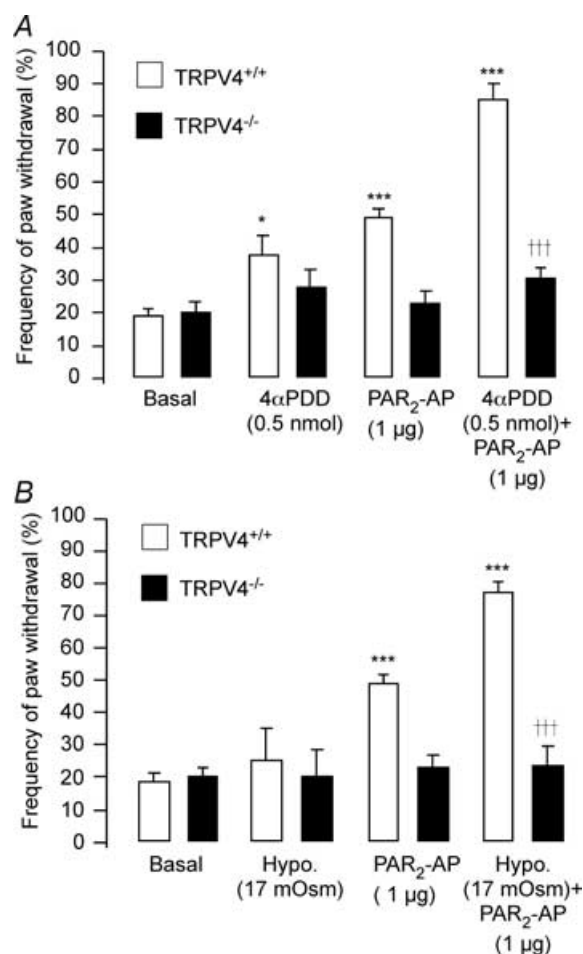 A
Frequency of paw withdrawal (%)
100
90
80
70
60
50
40
30
20
10
0
TRPV4+/+
TRPV4-/-
*
***
***
†††
Basal
4αPDD
(0.5 nmol)
PAR2-AP
(1 µg)
4αPDD
(0.5 nmol)+
PAR2-AP
(1 µg)
B
Frequency of paw withdrawal (%)
100
90
80
70
60
50
40
30
20
10
0
TRPV4+/+
TRPV4-/-
***
***
†††
Basal
Hypo.
(17 mOsm)
PAR2-AP
( 1 µg)
Hypo.
(17 mOsm)+
PAR2-AP
(1 µg)